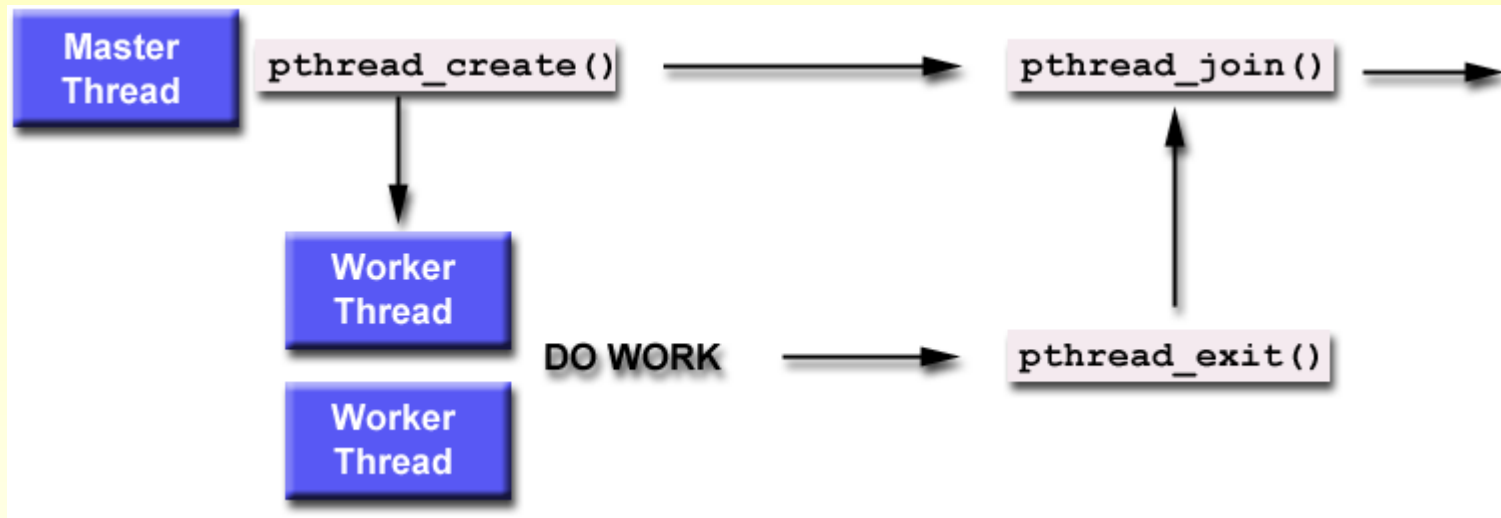 Master
Thread
pthread_create()
pthread_join()
Worker
Thread
DO WORK
pthread_exit()
Worker
Thread